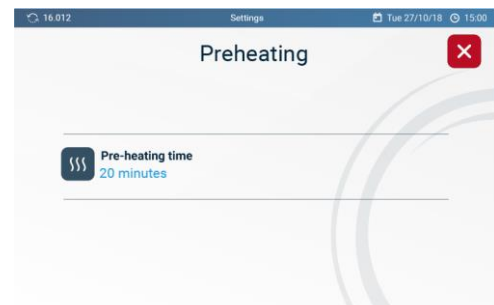 16.012 Settings Tue 27/10/18 15:00
Preheating
Pre-heating time
20 minutes